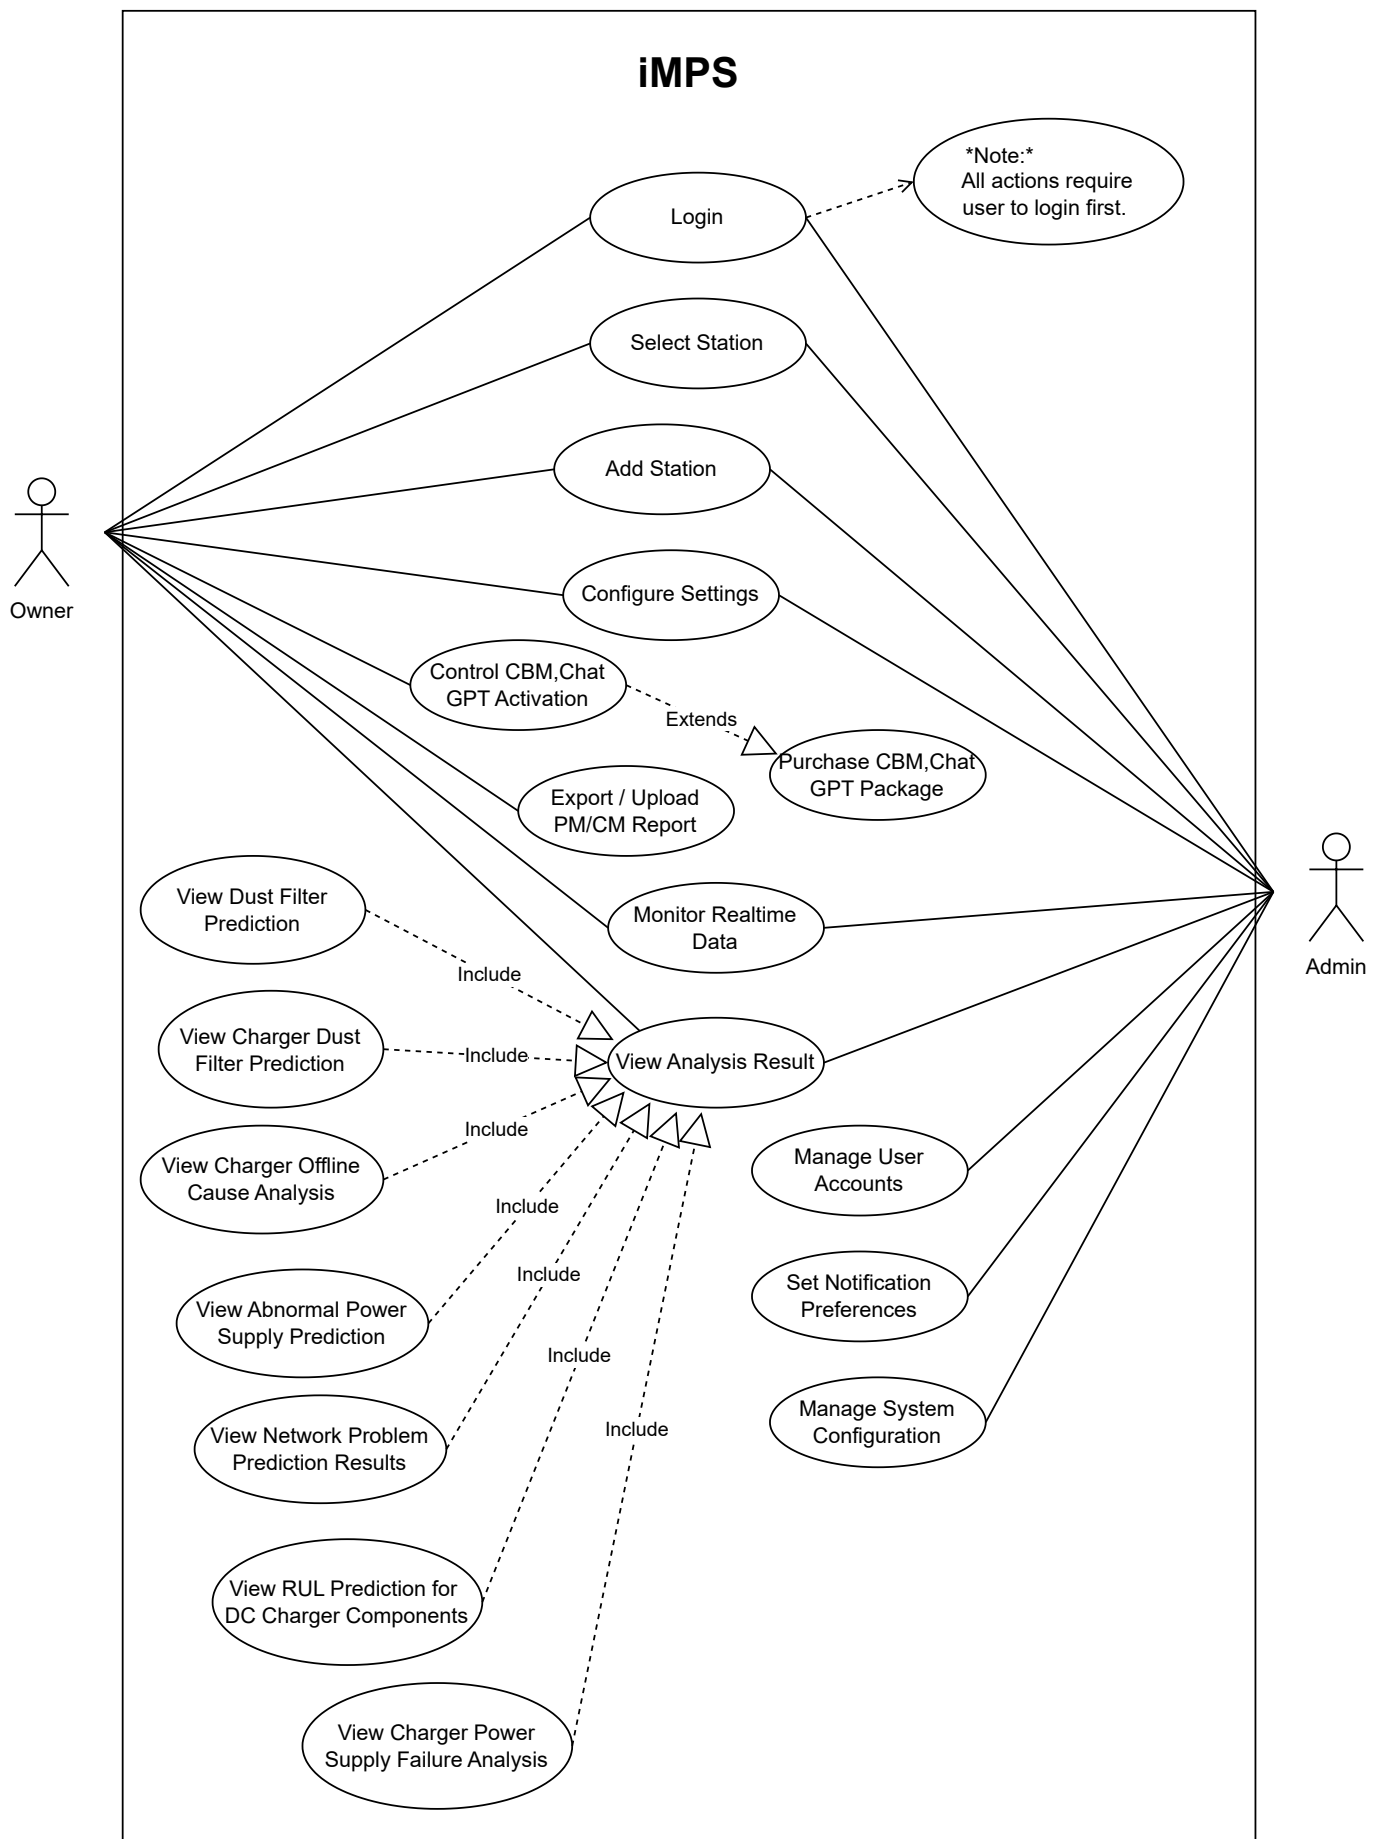 iMPS
*Note:*
All actions require
user to login first.
Login
Select Station
Add Station
Configure Settings
Owner
Control CBM,Chat
GPT Activation
Extends
Purchase CBM,Chat
GPT Package
Export / Upload
PM/CM Report
View Dust Filter
Prediction
Monitor Realtime
Data
Admin
Include
View Charger Dust
Filter Prediction
Include
View Analysis Result
Include
View Charger Offline
Cause Analysis
Manage User
Accounts
Include
Include
Set Notification
Preferences
View Abnormal Power
Supply Prediction
Include
Manage System
Configuration
Include
View Network Problem
Prediction Results
View RUL Prediction for
DC Charger Components
View Charger Power
Supply Failure Analysis